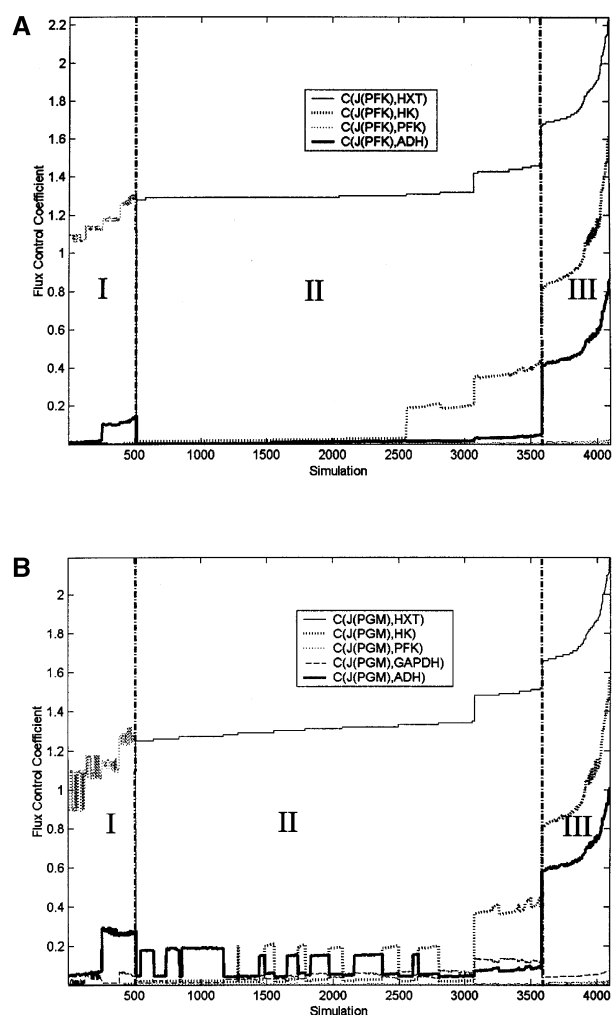 A
2.2
2
1.8
1.6
1.4
1.2
1
0.8
0.6
0.4
0.2
Flux Control Coefficient
C(J(PFK),HXT)
C(J(PFK),HK)
C(J(PFK),PFK)
C(J(PFK),ADH)
I
II
III
500
1000
1500
2000
2500
3000
3500
4000
Simulation
B
2
1.8
1.6
1.4
1.2
1
0.8
0.6
0.4
0.2
Flux Control Coefficient
C(J(PGM),HXT)
C(J(PGM),HK)
C(J(PGM),PFK)
C(J(PGM),GAPDH)
C(J(PGM),ADH)
I
II
III
500
1000
1500
2000
2500
3000
3500
4000
Simulation